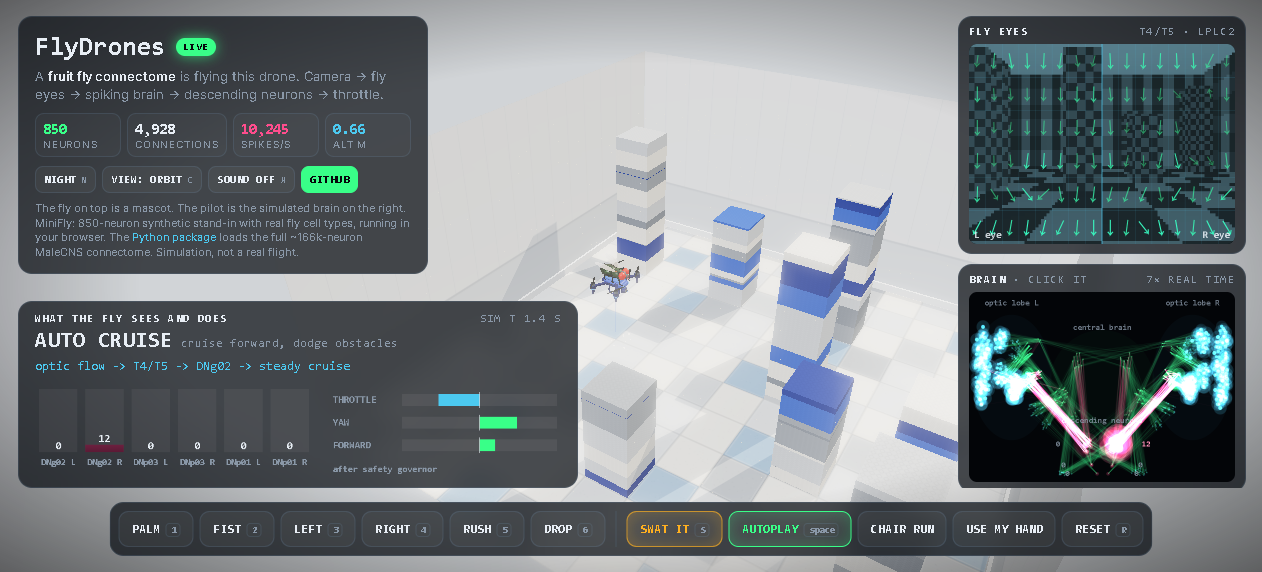 FlyDrones LIVE
A fruit fly connectome is flying this drone. Camera → fly
eyes → spiking brain → descending neurons → throttle.
850 4,928 10,245 0.66
NEURONS CONNECTIONS SPIKES/S ALT M
NIGHT N VIEW: ORBIT C SOUND OFF GITHUB
The fly on top is a mascot. The pilot is the simulated brain on the right.
MiniFly: 850-neuron synthetic stand-in with real fly cell types, running in
your browser. The Python package loads the full ~166k-neuron
MaleCNS connectome. Simulation, not a real flight.
WHAT THE FLY SEES AND DOES SIM T 1.4 S
AUTO CRUISE cruise forward, dodge obstacles
optic flow -> T4/T5 -> DNg02 -> steady cruise
0 12 0 0 0 0
DNg02 L DNg02 R DNp03 L DNp03 R DNp01 L DNp01 R
THROTTLE
YAW
FORWARD
after safety governor
FLY EYES T4/T5 · LPLC2
L eye R eye
BRAIN · CLICK IT 7× REAL TIME
optic lobe L optic lobe R
central brain
0 12
PALM 1 FIST 2 LEFT 3 RIGHT 4 RUSH 5 DROP 6 SWAT IT S AUTOPLAY space CHAIR RUN USE MY HAND RESET R